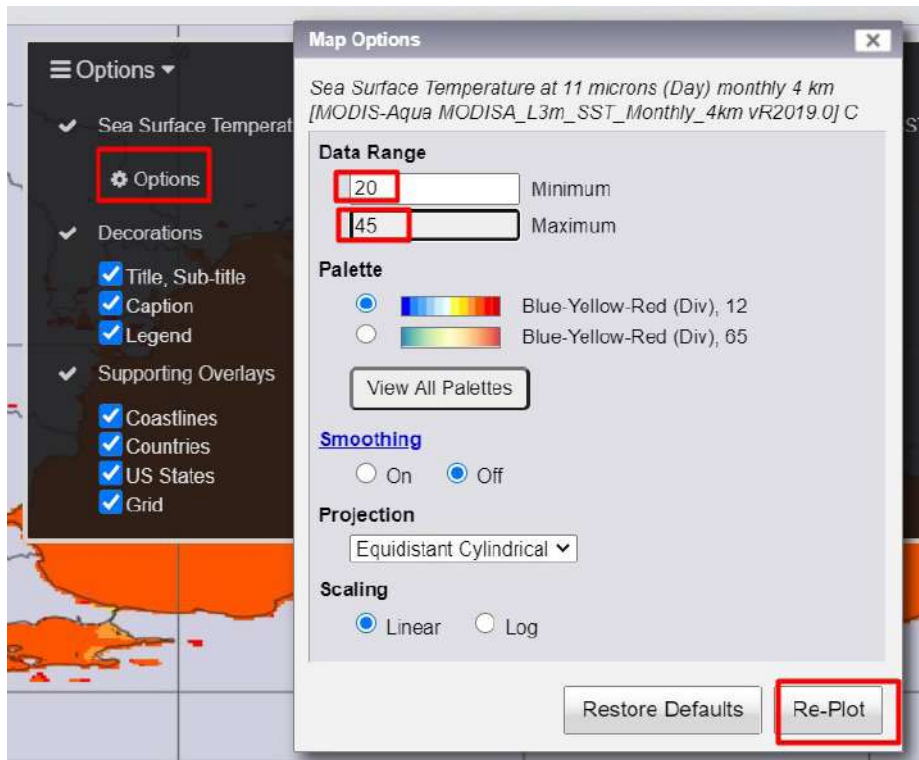 Options
Sea Surface Temperat
Options
Decorations
Title, Sub-title
Caption
Legend
Supporting Overlays
Coastlines
Countries
US States
Grid
Map Options
Sea Surface Temperature at 11 microns (Day) monthly 4 km
[MODIS-Aqua MODISA_L3m_SST_Monthly_4km vR2019.0] C
Data Range
20 Minimum
45 Maximum
Palette
Blue-Yellow-Red (Div), 12
Blue-Yellow-Red (Div), 65
View All Palettes
Smoothing
On Off
Projection
Equidistant Cylindrical
Scaling
Linear Log
Restore Defaults Re-Plot